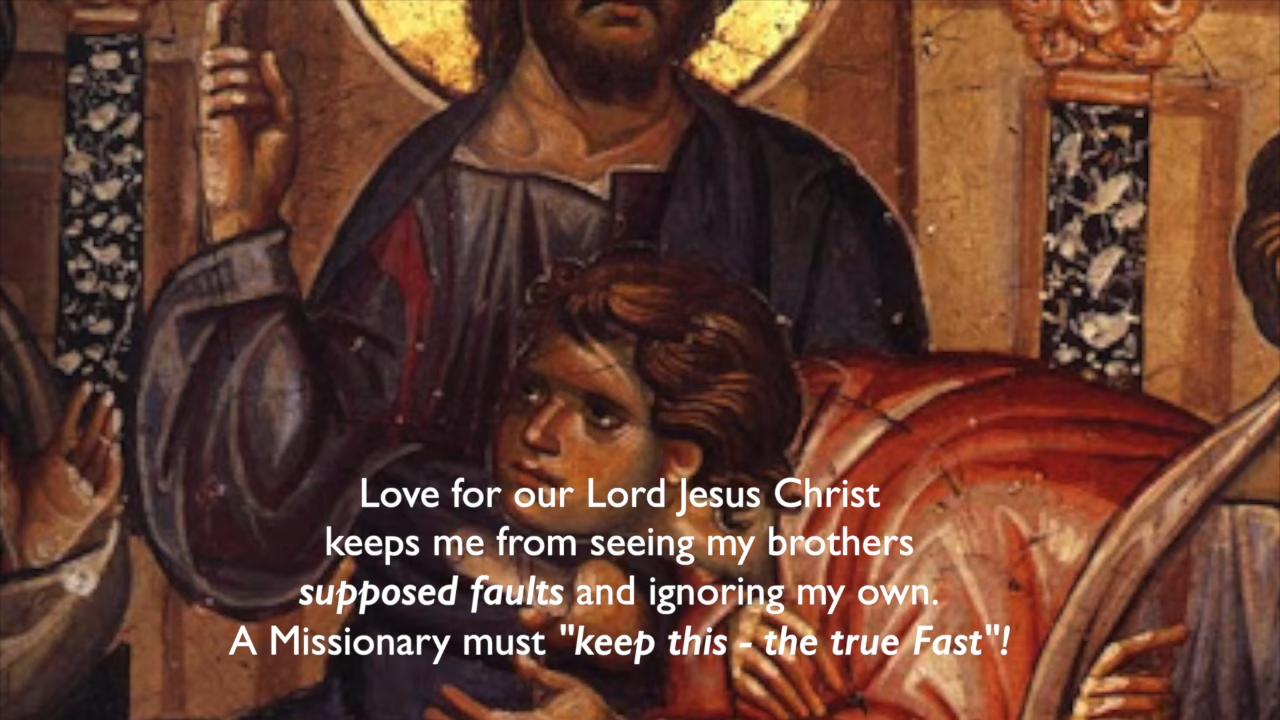 Love for our Lord Jesus Christ
keeps me from seeing my brothers
supposed faults and ignoring my own.
A Missionary must "keep this - the true Fast"!